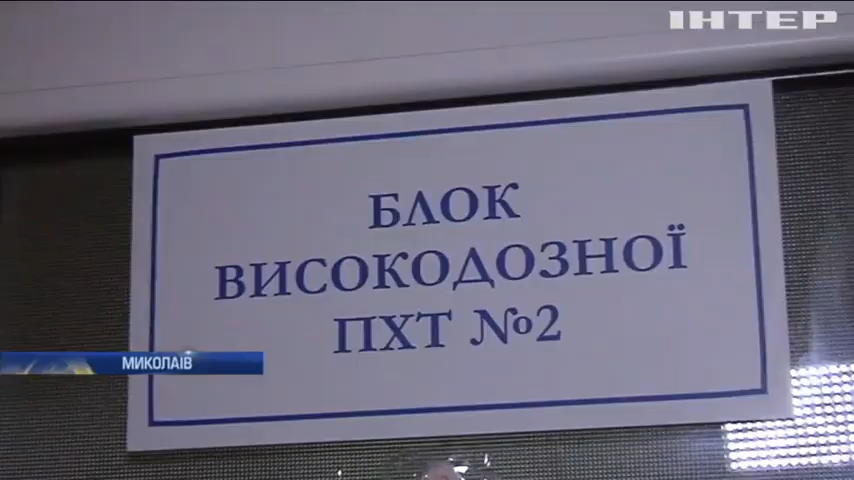 ІНТЕР
БЛОК
ВИСОКОДОЗНОЇ
ПХТ №2
МИКОЛАЇВ